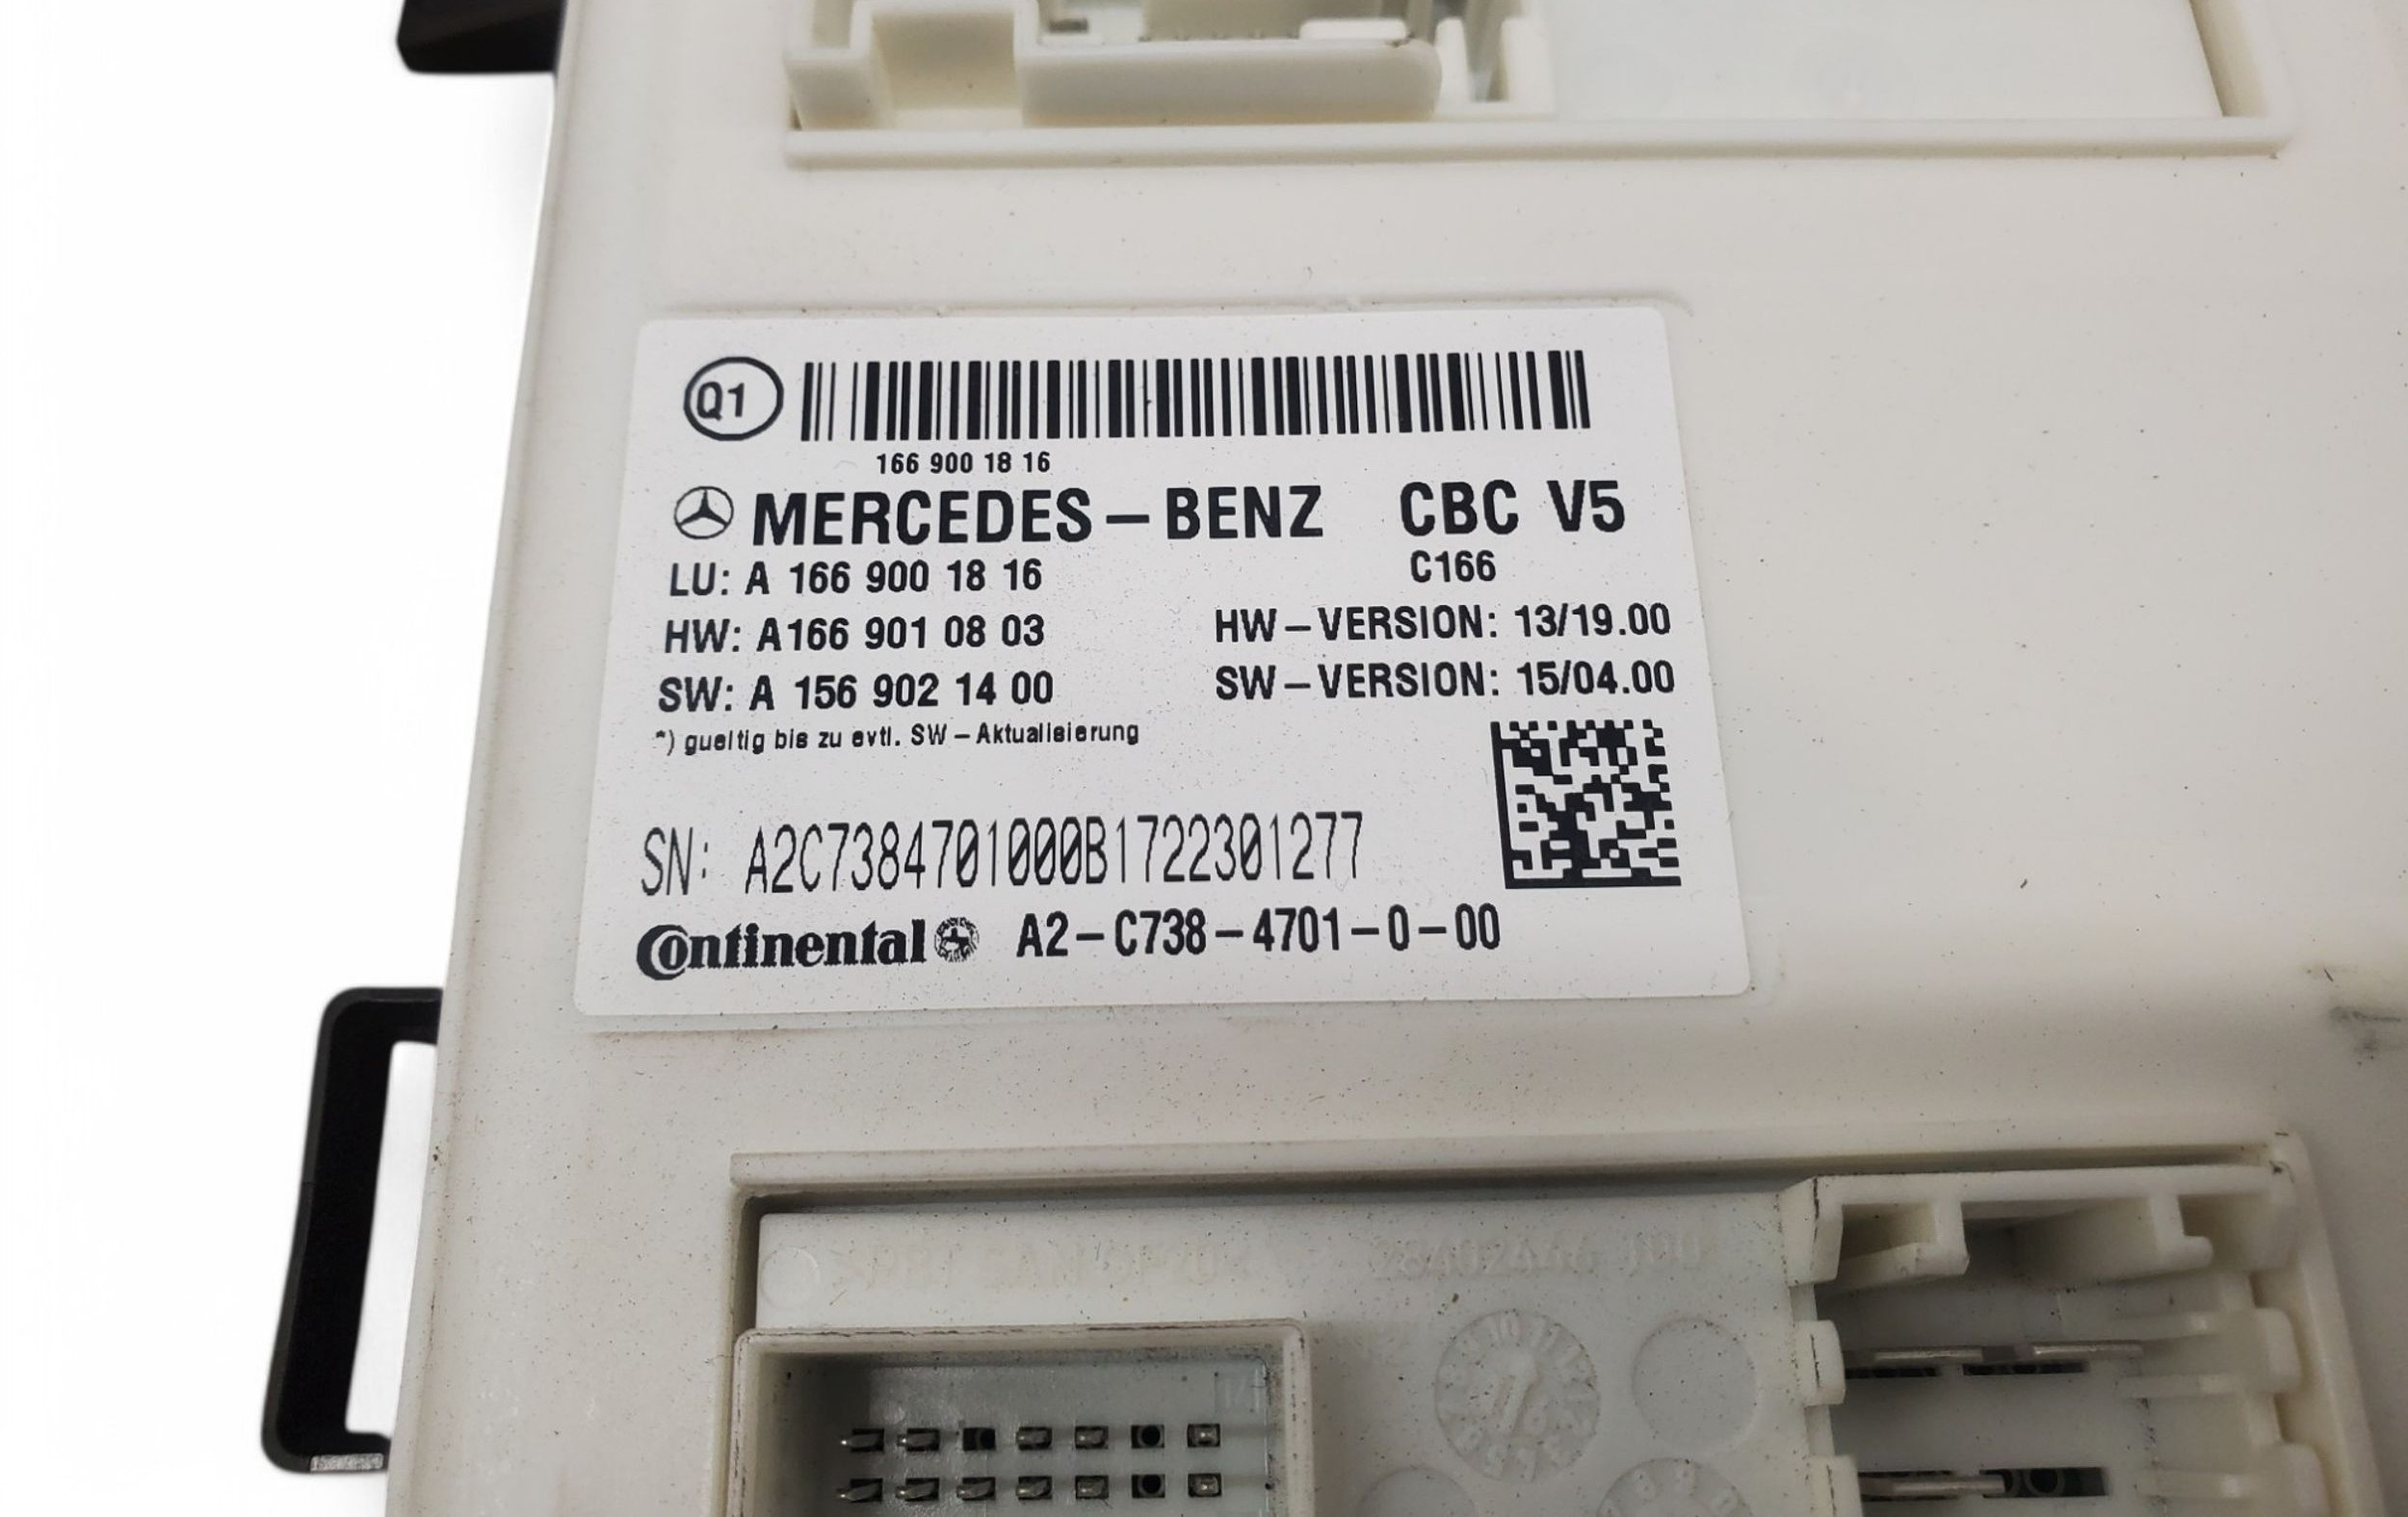 Q1
166 900 18 16
MERCEDES-BENZ CBC V5
LU: A 166 900 18 16 C166
HW: A166 901 08 03 HW-VERSION: 13/19.00
SW: A 156 902 14 00 SW-VERSION: 15/04.00
*) gueltig bis zu evtl. SW-Aktualisierung
SN: A2C7384701000B1722301277
Continental A2-C738-4701-0-00